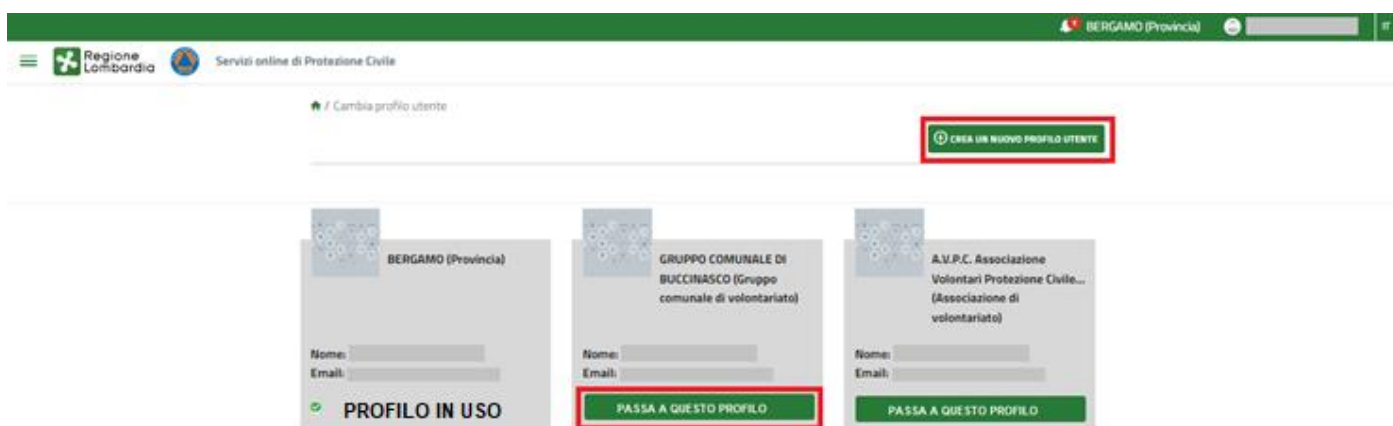 BERGAMO (Provincia)
IT
Regione
Lombardia
Servizi online di Protezione Civile
/ Cambia profilo utente
CREA UN NUOVO PROFILO UTENTE
BERGAMO (Provincia)
Nome:
Email:
PROFILO IN USO
GRUPPO COMUNALE DI
BUCCINASCO (Gruppo
comunale di volontariato)
Nome:
Email:
PASSA A QUESTO PROFILO
A.V.P.C. Associazione
Volontari Protezione Civile...
(Associazione di
volontariato)
Nome:
Email:
PASSA A QUESTO PROFILO